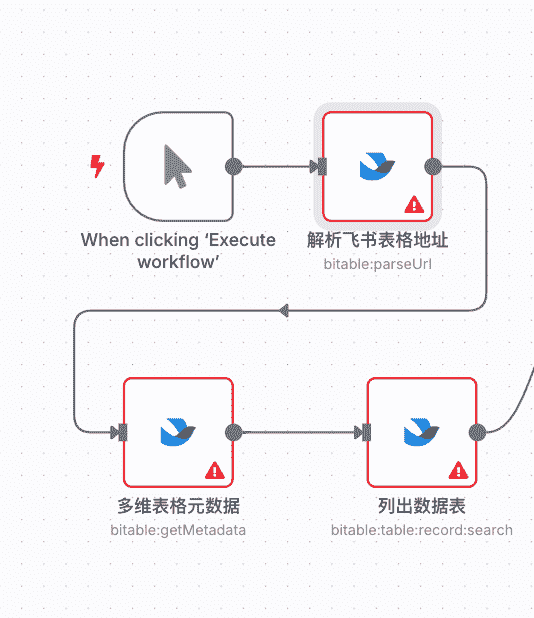 When clicking ‘Execute
workflow’
解析飞书表格地址
bitable:parseUrl
多维表格元数据
bitable:getMetadata
列出数据表
bitable:table:record:search